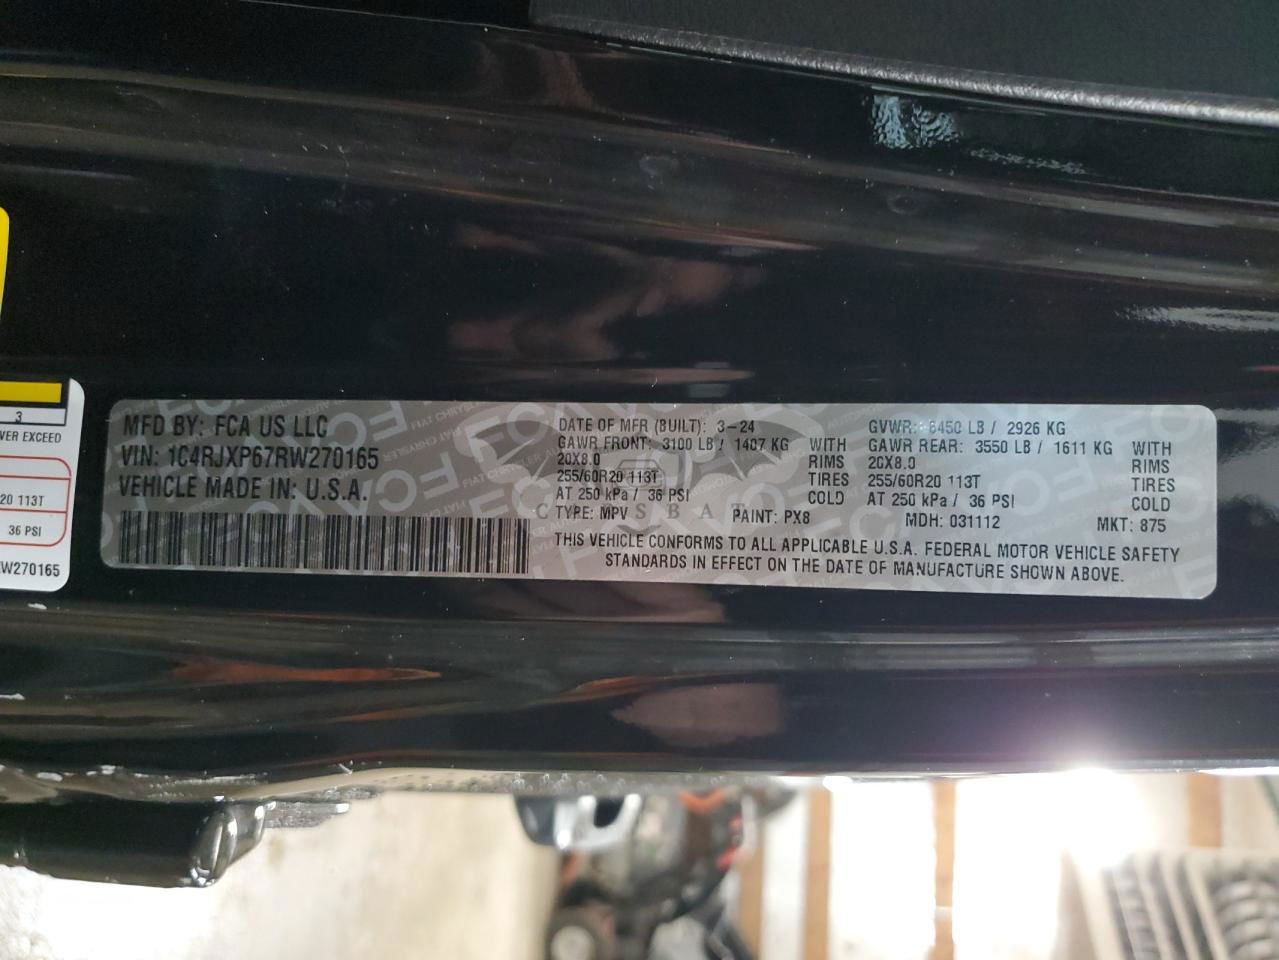 3
WER EXCEED
20 113T
36 PSI
W270165
MFD BY: FCA US LLC
VIN: 1C4RJXP67RW270165
VEHICLE MADE IN: U.S.A.
DATE OF MFR (BUILT): 3-24
GAWR FRONT: 3100 LB / 1407 KG WITH
20X8.0 RIMS
255/60R20 113T TIRES
AT 250 kPa / 36 PSI COLD
TYPE: MPV PAINT: PX8
GVWR: 6450 LB / 2926 KG
GAWR REAR: 3550 LB / 1611 KG WITH
20X8.0 RIMS
255/60R20 113T TIRES
AT 250 kPa / 36 PSI COLD
MDH: 031112 MKT: 875
THIS VEHICLE CONFORMS TO ALL APPLICABLE U.S.A. FEDERAL MOTOR VEHICLE SAFETY
STANDARDS IN EFFECT ON THE DATE OF MANUFACTURE SHOWN ABOVE.